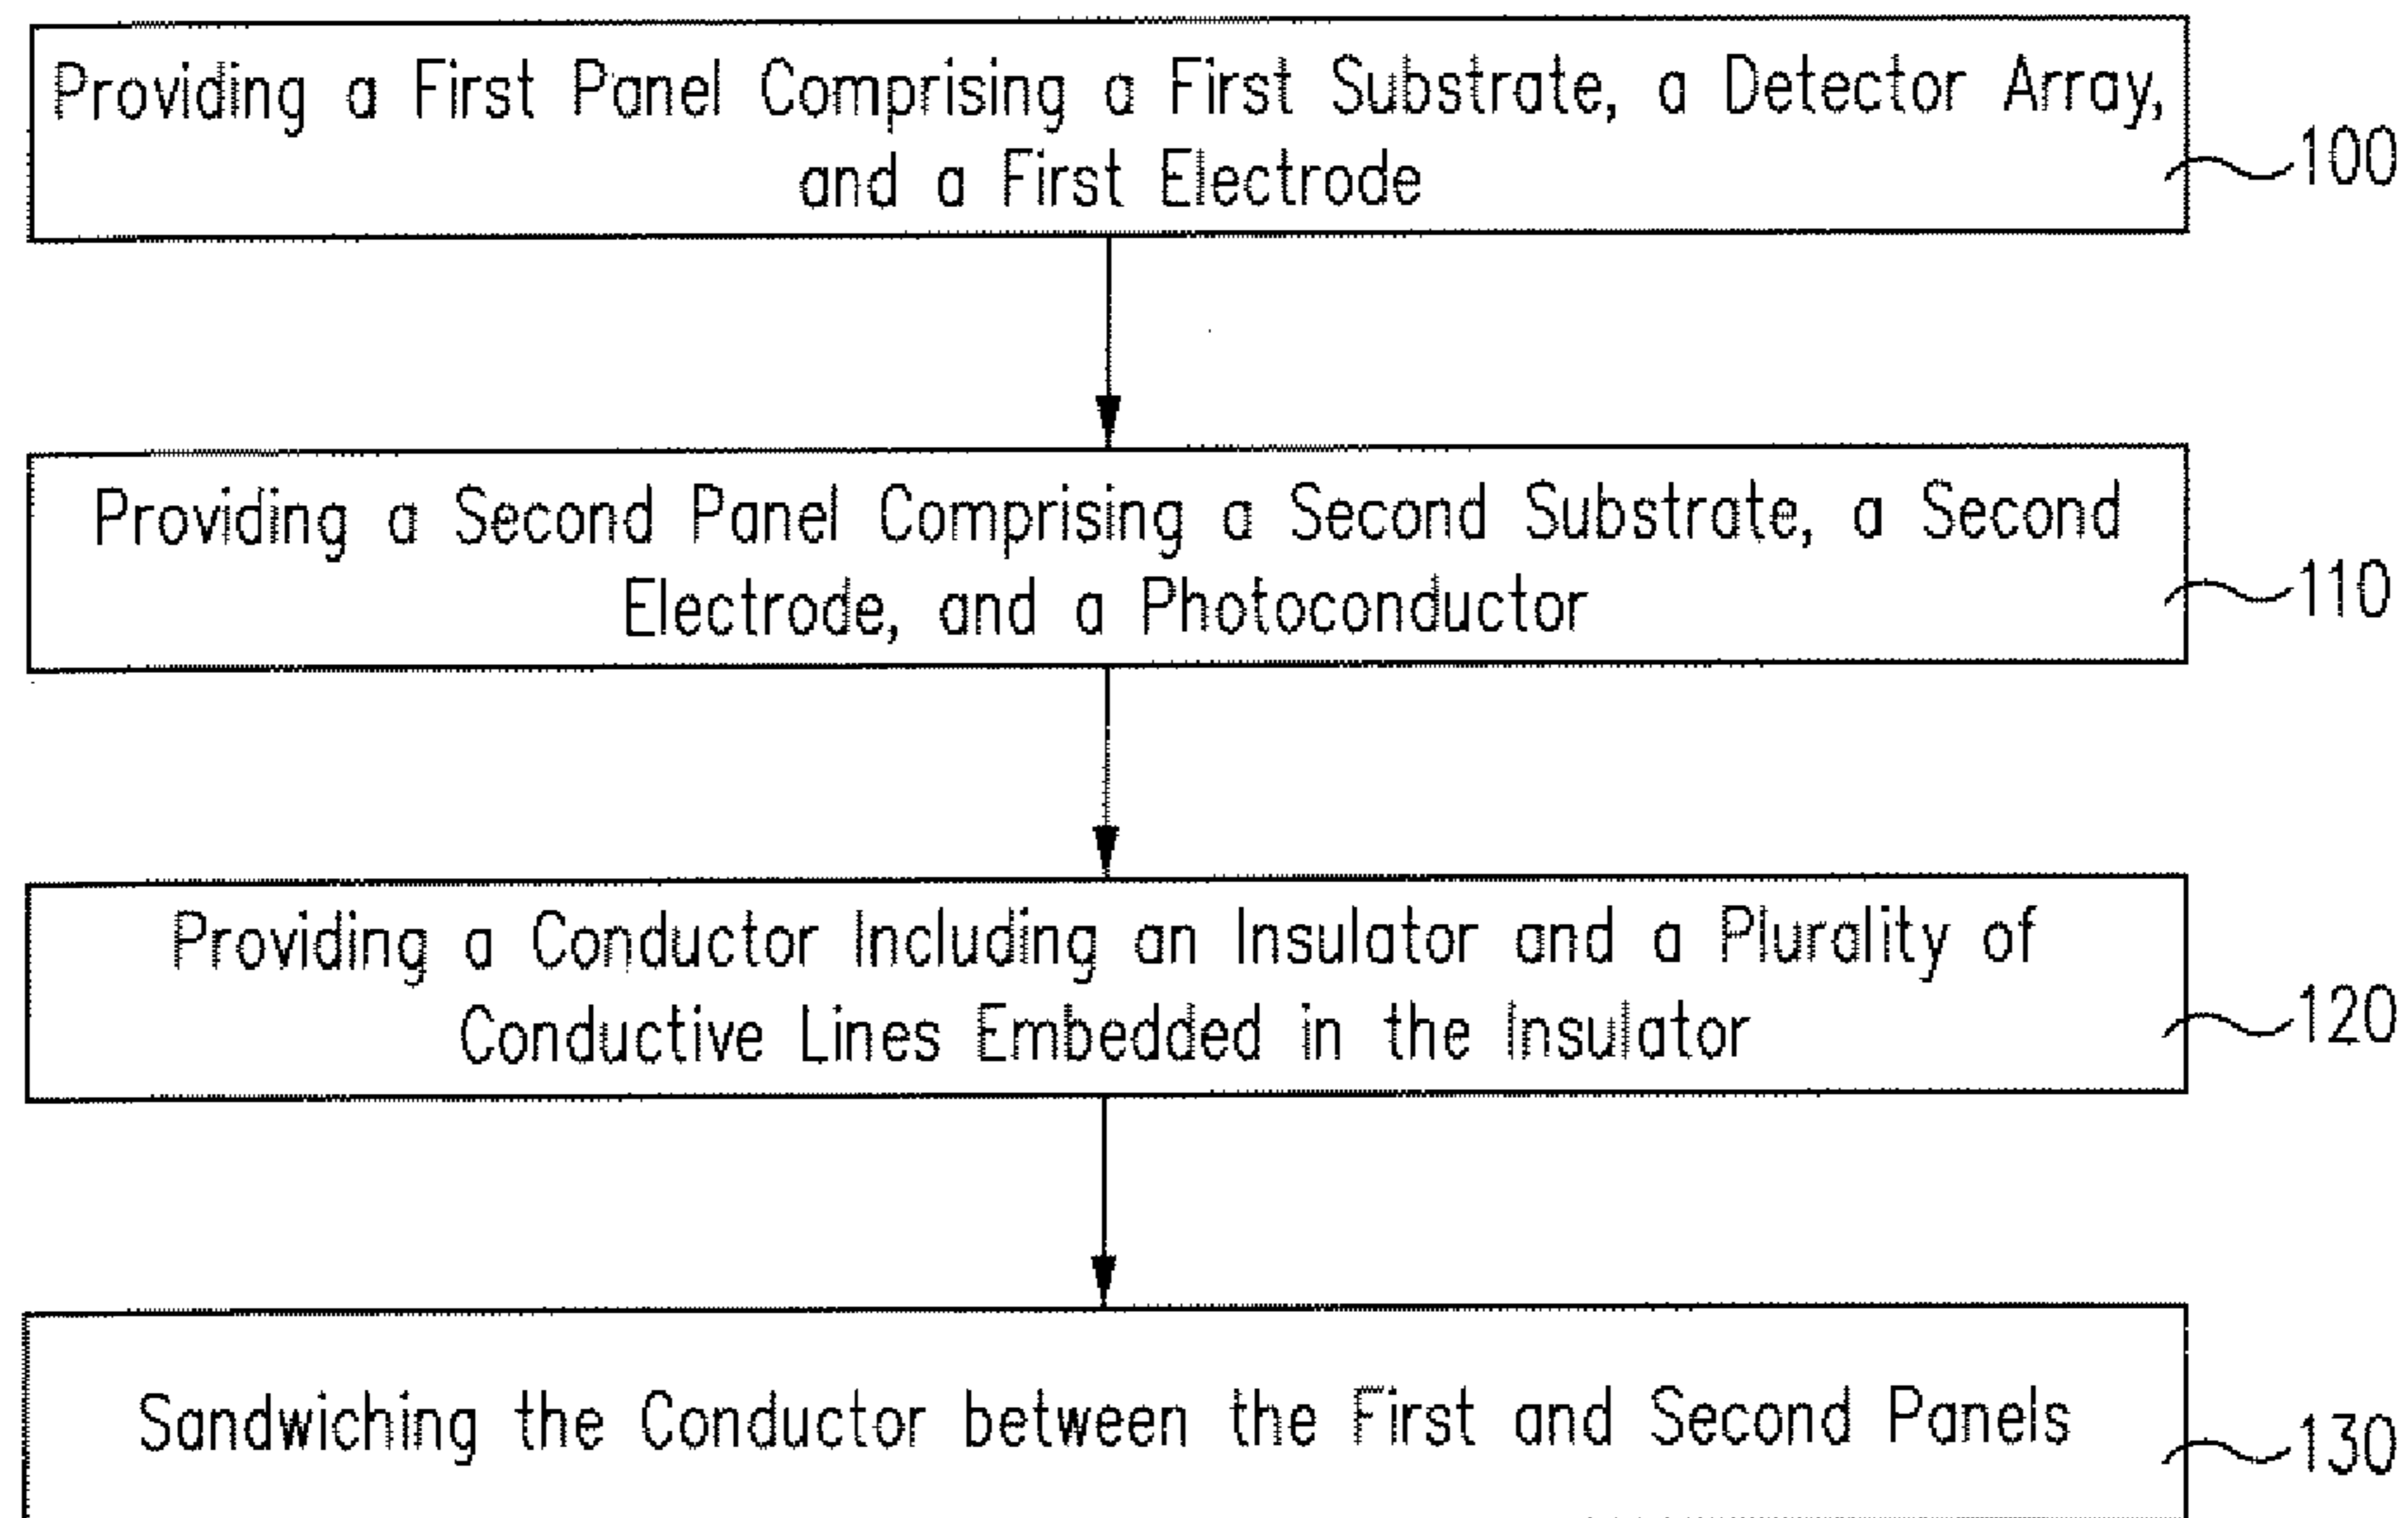 Providing a First Panel Comprising a First Substrate, a Detector Array,
and a First Electrode
100
Providing a Second Panel Comprising a Second Substrate, a Second
Electrode, and a Photoconductor
110
Providing a Conductor Including an Insulator and a Plurality of
Conductive Lines Embedded in the Insulator
120
Sandwiching the Conductor between the First and Second Panels
130